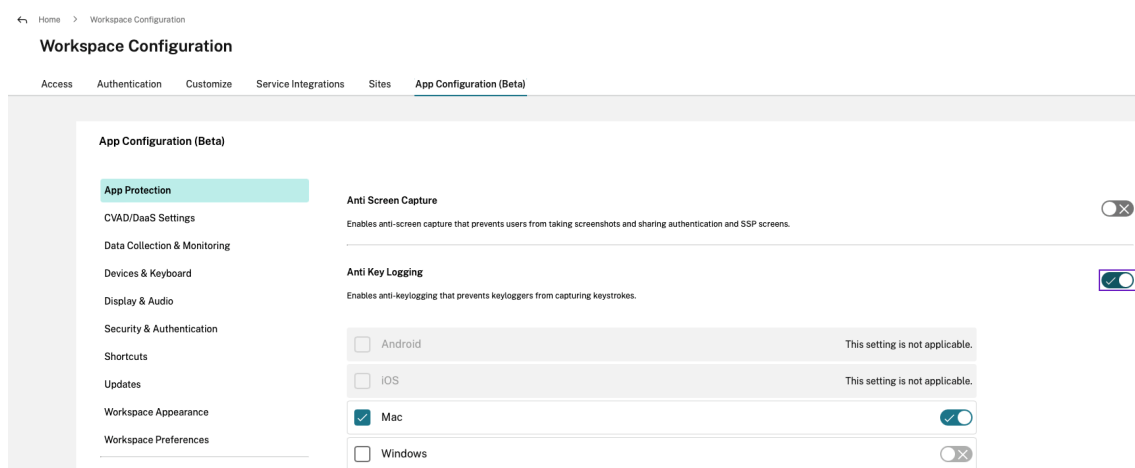 Home > Workspace Configuration
Workspace Configuration
Access Authentication Customize Service Integrations Sites App Configuration (Beta)
App Configuration (Beta)
App Protection
CVAD/DaaS Settings
Data Collection & Monitoring
Devices & Keyboard
Display & Audio
Security & Authentication
Shortcuts
Updates
Workspace Appearance
Workspace Preferences
Anti Screen Capture
Enables anti-screen capture that prevents users from taking screenshots and sharing authentication and SSP screens.
Anti Key Logging
Enables anti-keylogging that prevents keyloggers from capturing keystrokes.
Android This setting is not applicable.
iOS This setting is not applicable.
Mac
Windows